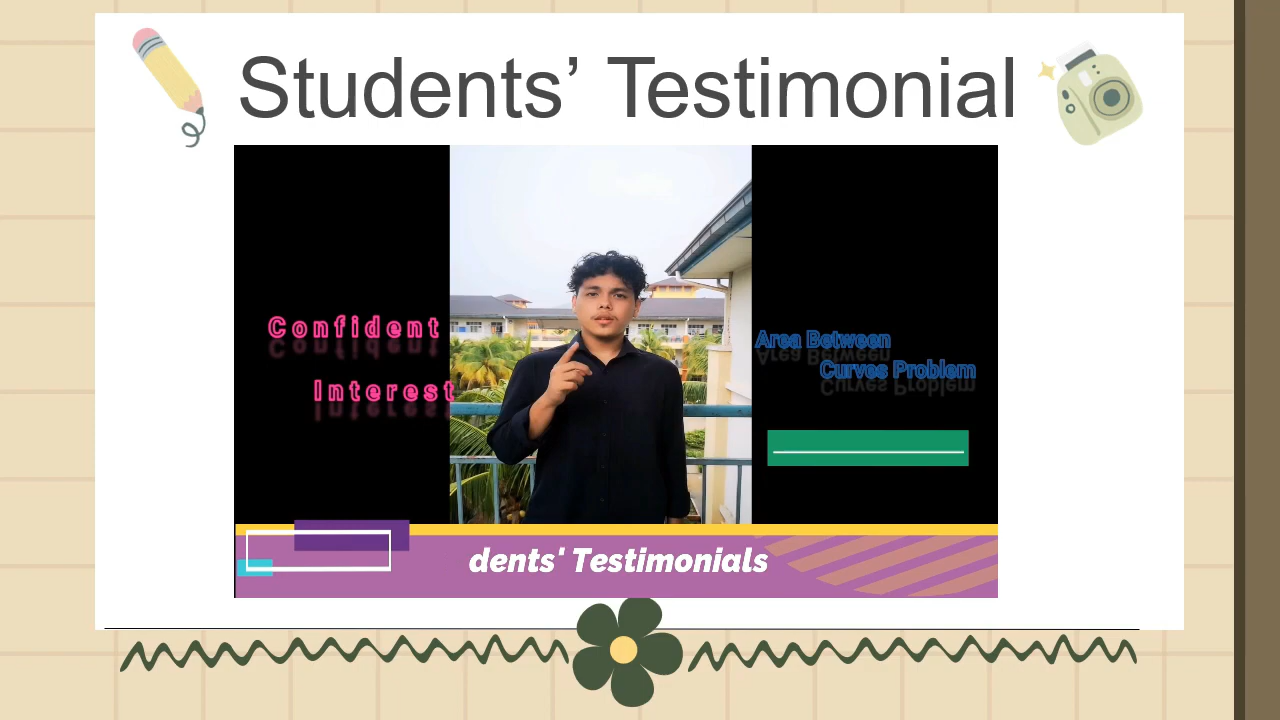 Students’ Testimonial
Confident
Interest
Area Between
Curves Problem
dents' Testimonials